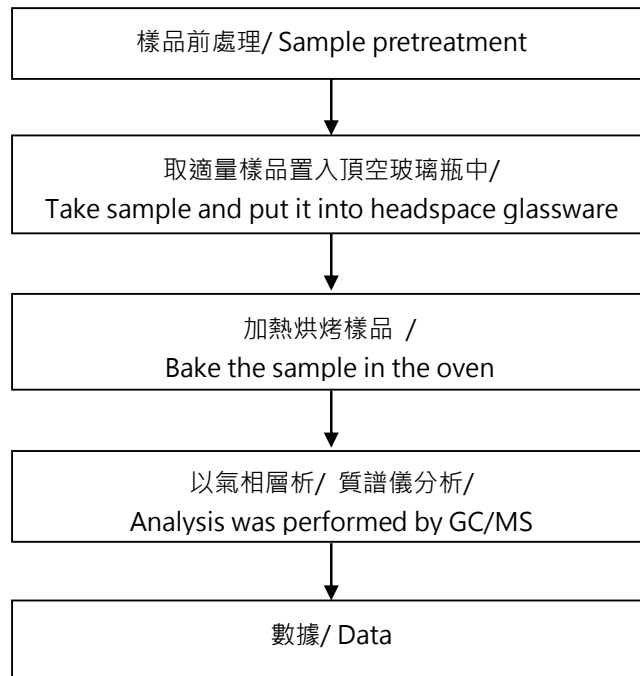 樣品前處理/ Sample pretreatment
取適量樣品置入頂空玻璃瓶中/
Take sample and put it into headspace glassware
加熱烘烤樣品 /
Bake the sample in the oven
以氣相層析/ 質譜儀分析/
Analysis was performed by GC/MS
數據/ Data